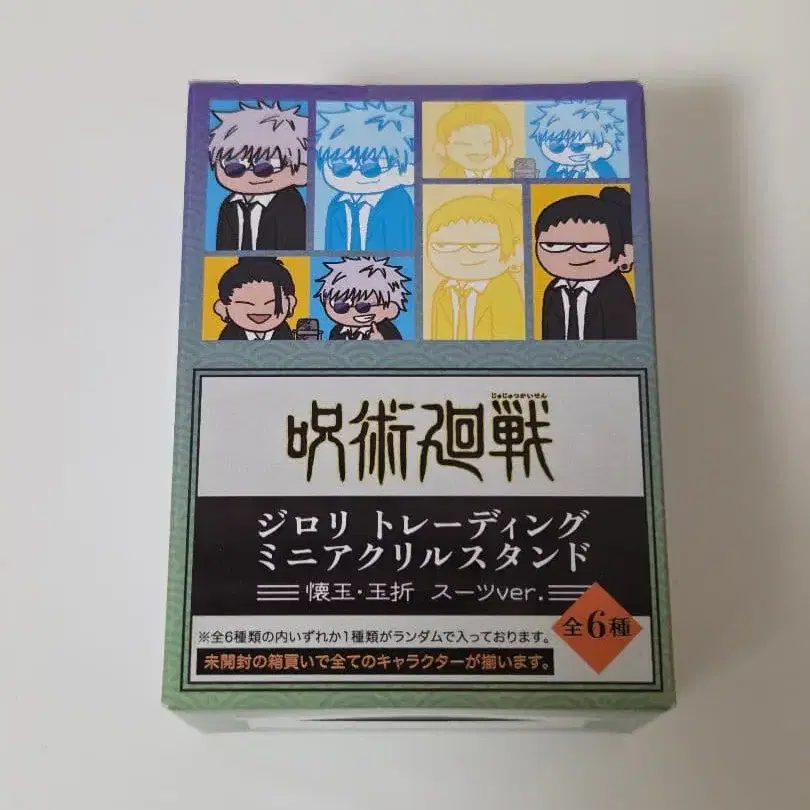 じゅじゅつかいせん
呪術廻戦
ジロリ トレーディング
ミニアクリルスタンド
懐玉・玉折 スーツver.
全6種
※全6種類の内いずれか1種類がランダムで入っております。
未開封の箱買いで全てのキャラクターが揃います。